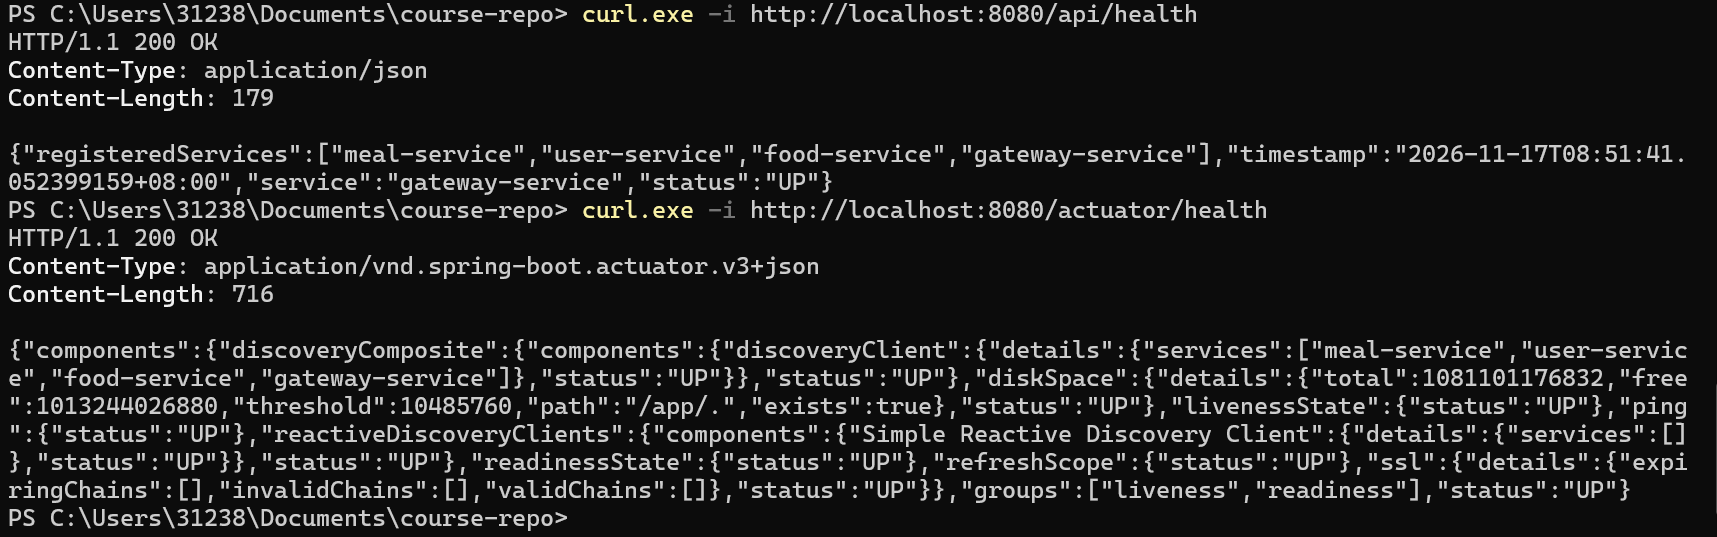 PS C:\Users\31238\Documents\course-repo> curl.exe -i http://localhost:8080/api/health
HTTP/1.1 200 OK
Content-Type: application/json
Content-Length: 179
{"registeredServices":["meal-service","user-service","food-service","gateway-service"],"timestamp":"2026-11-17T08:51:41.
052399159+08:00","service":"gateway-service","status":"UP"}
PS C:\Users\31238\Documents\course-repo> curl.exe -i http://localhost:8080/actuator/health
HTTP/1.1 200 OK
Content-Type: application/vnd.spring-boot.actuator.v3+json
Content-Length: 716
{"components":{"discoveryComposite":{"components":{"discoveryClient":{"details":{"services":["meal-service","user-servic
e","food-service","gateway-service"]},"status":"UP"}},"status":"UP"},"diskSpace":{"details":{"total":1081101176832,"free
":1013244026880,"threshold":10485760,"path":"/app/.","exists":true},"status":"UP"},"livenessState":{"status":"UP"},"ping
":{"status":"UP"},"reactiveDiscoveryClients":{"components":{"Simple Reactive Discovery Client":{"details":{"services":[]
},"status":"UP"}},"status":"UP"},"readinessState":{"status":"UP"},"refreshScope":{"status":"UP"},"ssl":{"details":{"expi
ringChains":[],"invalidChains":[],"validChains":[]},"status":"UP"}},"groups":["liveness","readiness"],"status":"UP"}
PS C:\Users\31238\Documents\course-repo>